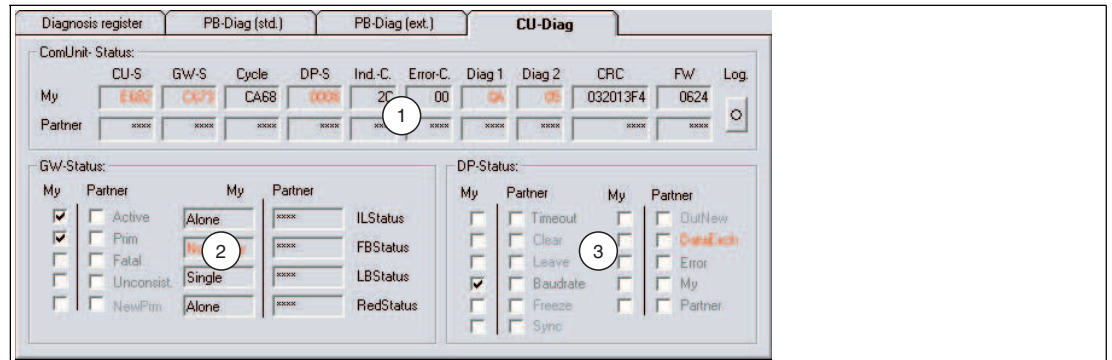 Diagnosis register PB-Diag (std.) PB-Diag (ext.) CU-Diag
ComUnit- Status:
CU-S GW-S Cycle DP-S Ind.-C. Error-C. Diag 1 Diag 2 CRC FW Log.
My CA68 2C 00 032013F4 0624
Partner **** **** **** **** **** **** **** **** ****
1
GW-Status:
My Partner My Partner
Active Alone **** ILStatus
Prim **** FBStatus
Fatal
2
Unconsist. Single **** LBStatus
NewPrim Alone **** RedStatus
DP-Status:
My Partner My Partner
Timeout OutNew
Clear DataExch
Leave Error
3
Baudrate My
Freeze Partner
Sync